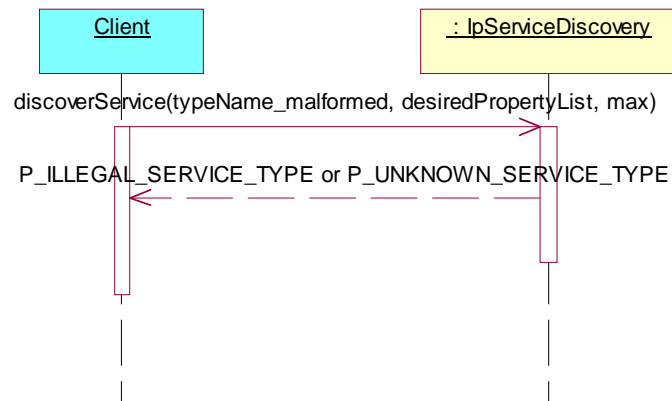 Client
: IpServiceDiscovery
discoverService(typeName_malformed, desiredPropertyList, max)
P_ILLEGAL_SERVICE_TYPE or P_UNKNOWN_SERVICE_TYPE